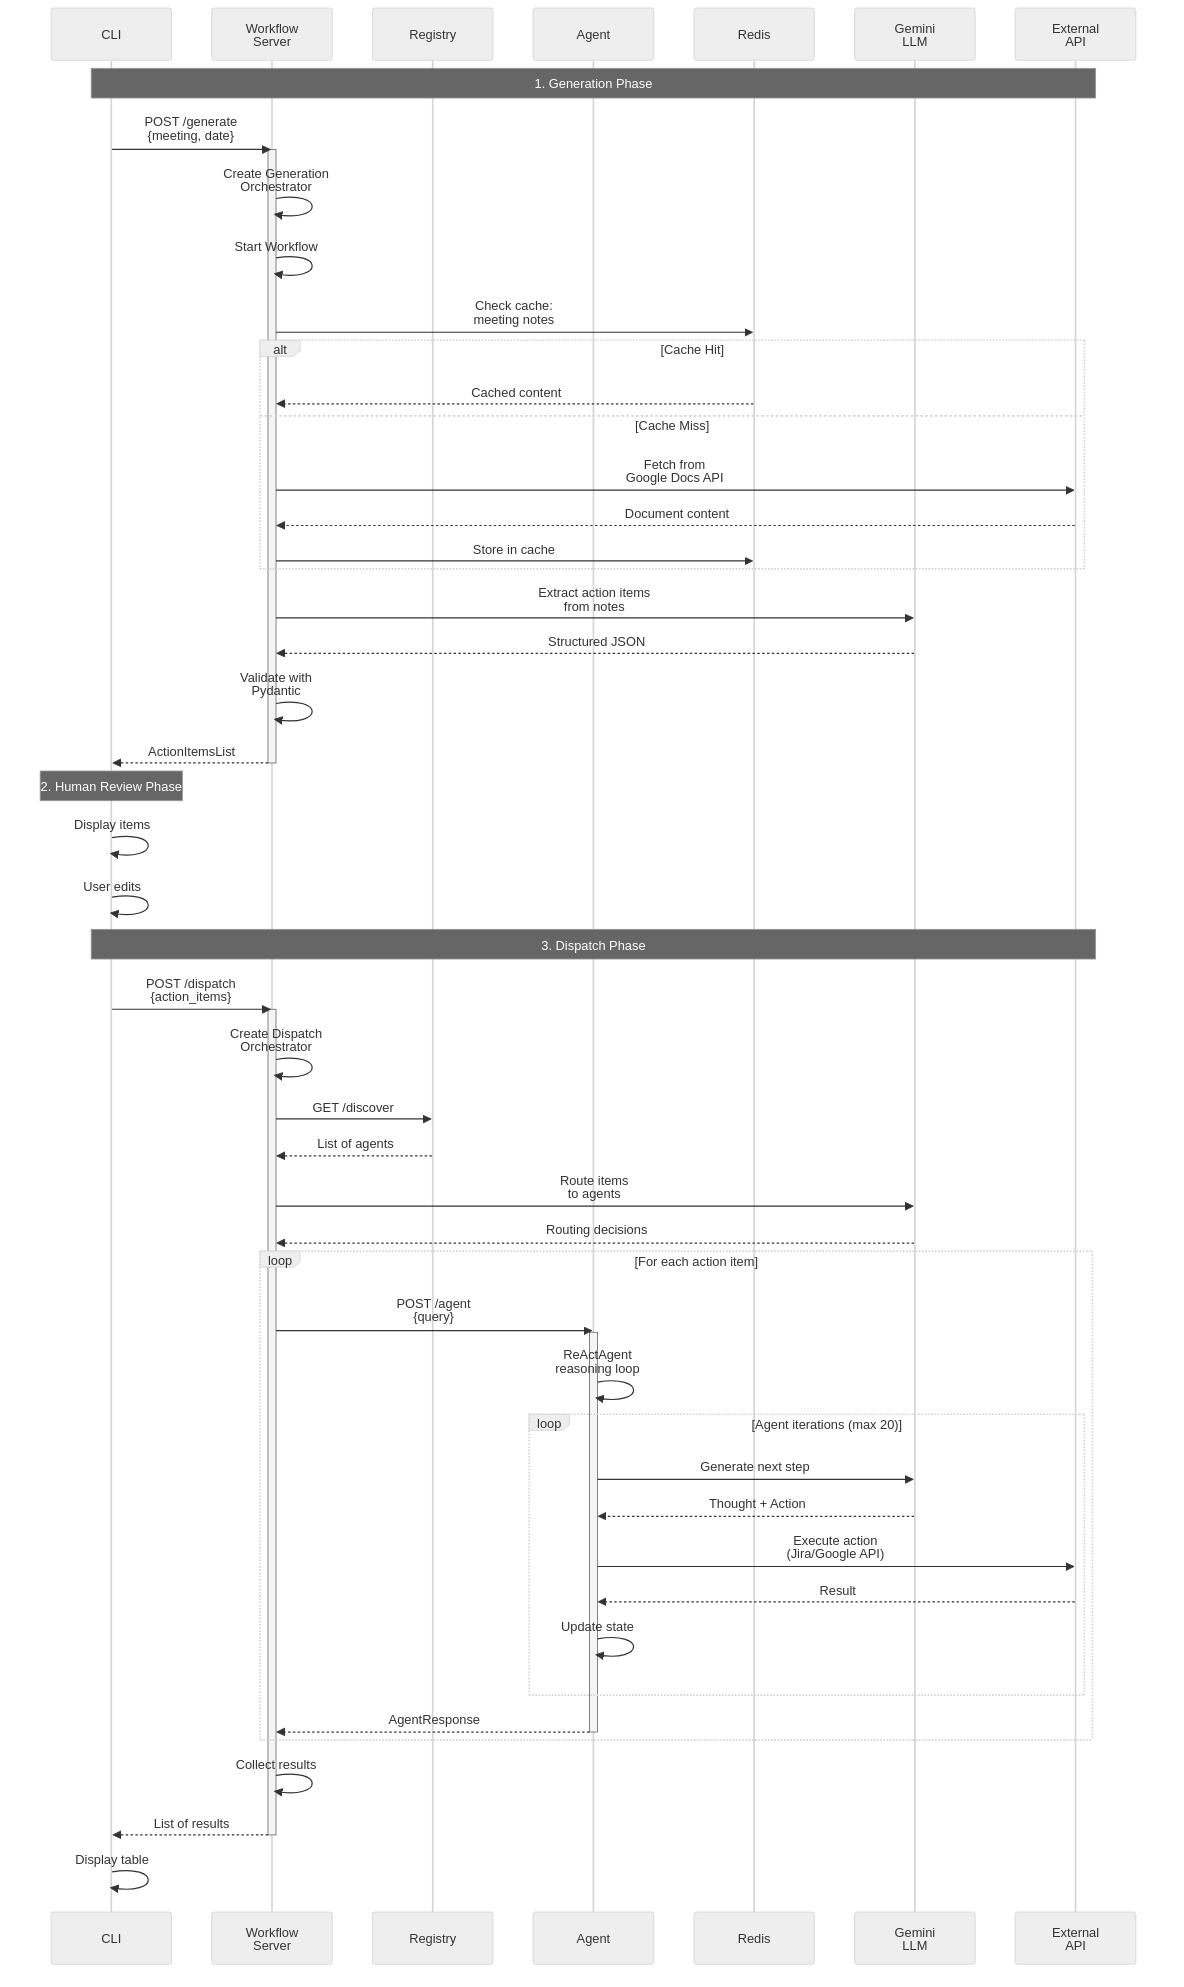 CLI
Workflow
Server
Registry
Agent
Redis
Gemini
LLM
External
API
1. Generation Phase
POST /generate
{meeting, date}
Create Generation
Orchestrator
Start Workflow
Check cache:
meeting notes
alt
[Cache Hit]
Cached content
[Cache Miss]
Fetch from
Google Docs API
Document content
Store in cache
Extract action items
from notes
Structured JSON
Validate with
Pydantic
ActionItemsList
2. Human Review Phase
Display items
User edits
3. Dispatch Phase
POST /dispatch
{action_items}
Create Dispatch
Orchestrator
GET /discover
List of agents
Route items
to agents
Routing decisions
loop
[For each action item]
POST /agent
{query}
ReActAgent
reasoning loop
loop
[Agent iterations (max 20)]
Generate next step
Thought + Action
Execute action
(Jira/Google API)
Result
Update state
AgentResponse
Collect results
List of results
Display table
CLI
Workflow
Server
Registry
Agent
Redis
Gemini
LLM
External
API